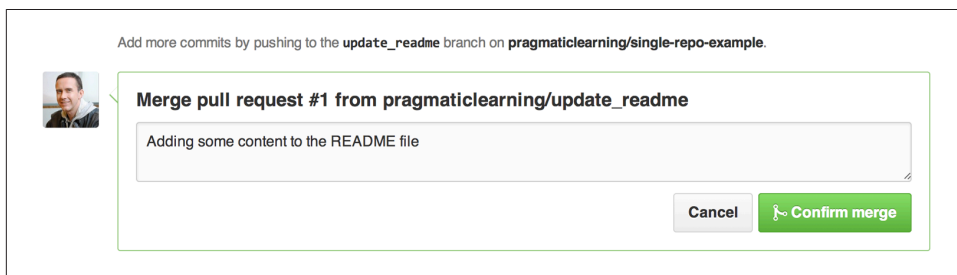 Add more commits by pushing to the update_readme branch on pragmaticlearning/single-repo-example.
Merge pull request #1 from pragmaticlearning/update_readme
Adding some content to the README file
Cancel Confirm merge